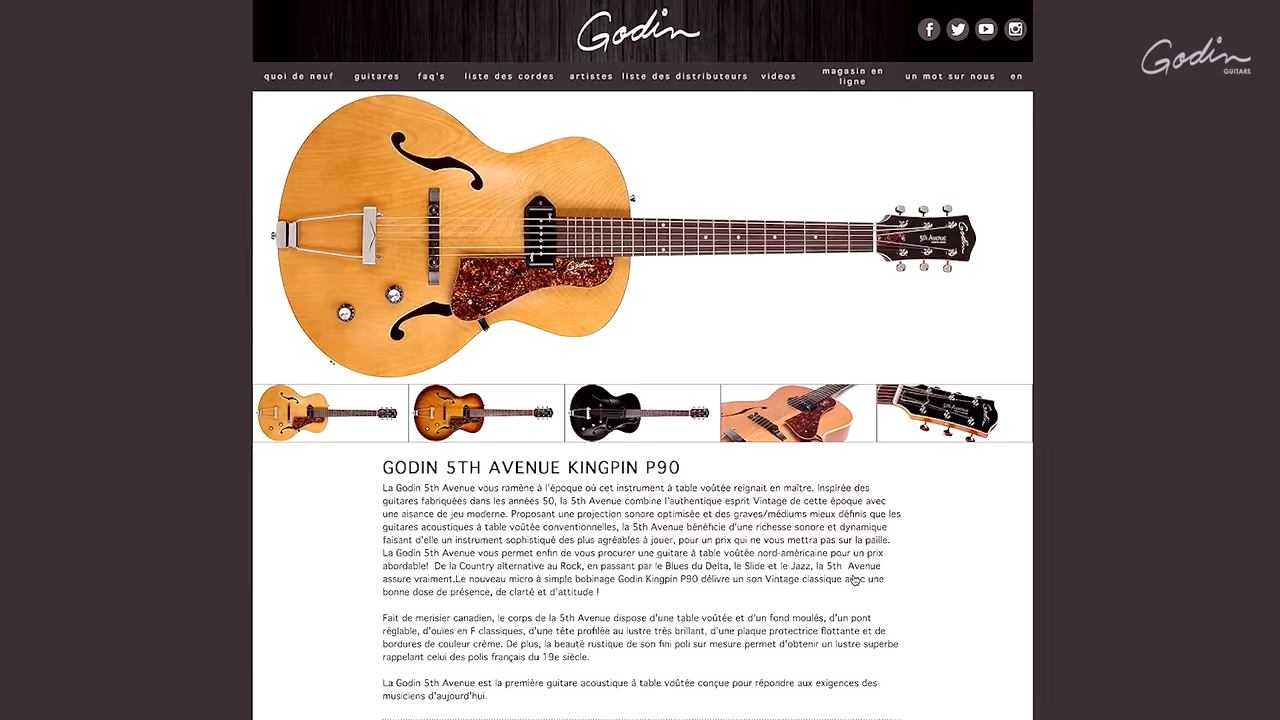 Godin
Godin
GUITARS
quoi de neuf
guitares
faq's
liste des cordes
artistes
liste des distributeurs
videos
magasin en
ligne
un mot sur nous
en
Godin
5th Avenue
Godin
GODIN 5TH AVENUE KINGPIN P90
La Godin 5th Avenue vous ramène à l'époque où cet instrument à table voûtée reignait en maître. Inspirée des
guitares fabriquées dans les années 50, la 5th Avenue combine l'authentique esprit Vintage de cette époque avec
une aisance de jeu moderne. Proposant une projection sonore optimisée et des graves/médiums mieux définis que les
guitares acoustiques à table voûtée conventionnelles, la 5th Avenue bénéficie d'une richesse sonore et dynamique
faisant d'elle un instrument sophistiqué des plus agréables à jouer, pour un prix qui ne vous mettra pas sur la paille.
La Godin 5th Avenue vous permet enfin de vous procurer une guitare à table voûtée nord-américaine pour un prix
abordable! De la Country alternative au Rock, en passant par le Blues du Delta, le Slide et le Jazz, la 5th Avenue
assure vraiment.Le nouveau micro à simple bobinage Godin Kingpin P90 délivre un son Vintage classique avec une
bonne dose de présence, de clarté et d'attitude !
Fait de merisier canadien, le corps de la 5th Avenue dispose d'une table voûtée et d'un fond moulés, d'un pont
réglable, d'ouïes en F classiques, d'une tête profilée au lustre très brillant, d'une plaque protectrice flottante et de
bordures de couleur crème. De plus, la beauté rustique de son fini poli sur mesure permet d'obtenir un lustre superbe
rappelant celui des polis français du 19e siècle.
La Godin 5th Avenue est la première guitare acoustique à table voûtée conçue pour répondre aux exigences des
musiciens d'aujourd'hui.